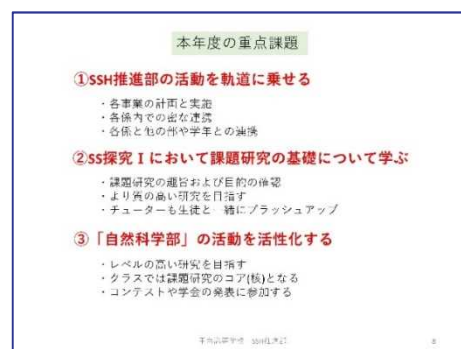 本年度の重点課題
①SSH推進部の活動を軌道に乗せる
・各事業の計画と実施
・各係内での密な連携
・各係と他の部や学年との連携
②SS探究Ⅰにおいて課題研究の基礎について学ぶ
・課題研究の趣旨および目的の確認
・より質の高い研究を目指す
・チューターも生徒と一緒にブラッシュアップ
③「自然科学部」の活動を活性化する
・レベルの高い研究を目指す
・クラスでは課題研究のコア(核)となる
・コンテストや学会の発表に参加する
SSH推進部
8